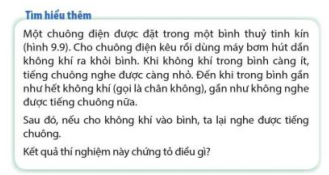 Tìm hiểu thêm
Một chuông điện được đặt trong một bình thuỷ tinh kín
(hình 9.9). Cho chuông điện kêu rồi dùng máy bơm hút dần
không khí ra khỏi bình. Khi không khí trong bình càng ít,
tiếng chuông nghe được càng nhỏ. Đến khi trong bình gần
như hết không khí (gọi là chân không), gần như không nghe
được tiếng chuông nữa.
Sau đó, nếu cho không khí vào bình, ta lại nghe được tiếng
chuông.
Kết quả thí nghiệm này chứng tỏ điều gì?